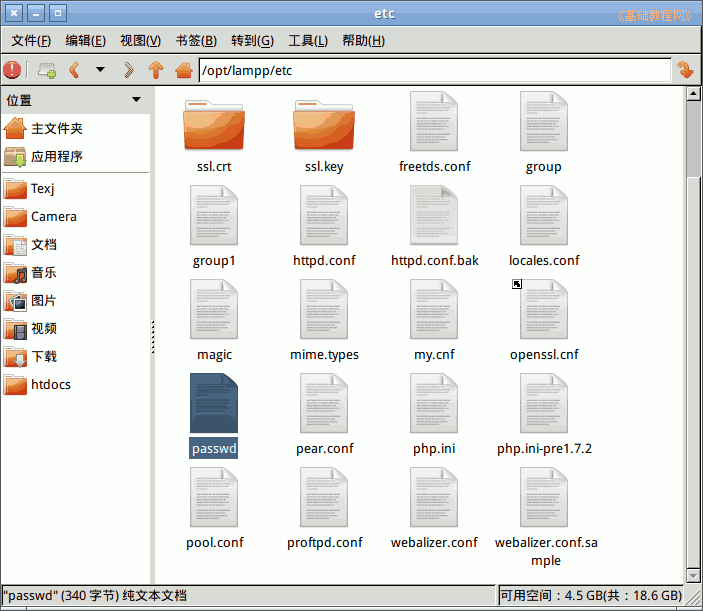 etc
《基础教程网》
文件(F) 编辑(E) 视图(V) 书签(B) 转到(G) 工具(L) 帮助(H)
/opt/lampp/etc
位置
主文件夹
应用程序
Texj
Camera
文档
音乐
图片
视频
下载
htdocs
ssl.crt ssl.key freetds.conf group
group1 httpd.conf httpd.conf.bak locales.conf
magic mime.types my.cnf openssl.cnf
passwd pear.conf php.ini php.ini-pre1.7.2
pool.conf proftpd.conf webalizer.conf webalizer.conf.sa
mple
"passwd" (340 字节) 纯文本文档 可用空间：4.5 GB(共：18.6 GB)